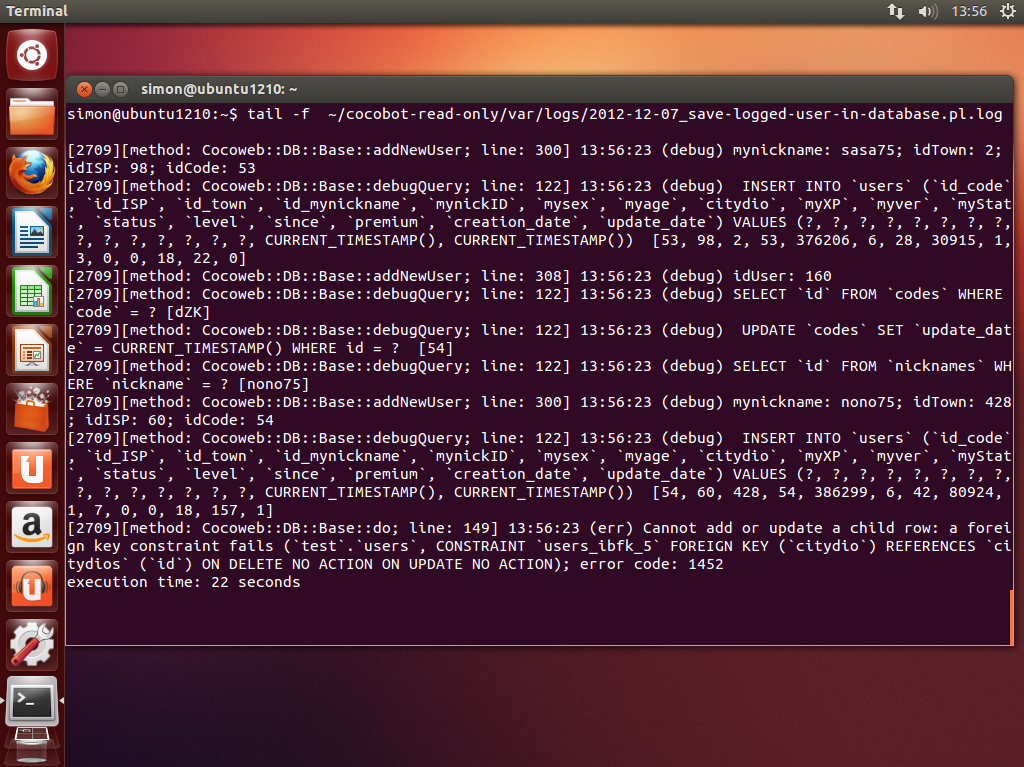 Terminal
13:56
simon@ubuntu1210: ~
simon@ubuntu1210:~$ tail -f  ~/cocobot-read-only/var/logs/2012-12-07_save-logged-user-in-database.pl.log
[2709][method: Cocoweb::DB::Base::addNewUser; line: 300] 13:56:23 (debug) mynickname: sasa75; idTown: 2;
idISP: 98; idCode: 53
[2709][method: Cocoweb::DB::Base::debugQuery; line: 122] 13:56:23 (debug)  INSERT INTO `users` (`id_code`
, `id_ISP`, `id_town`, `id_mynickname`, `mynickID`, `mysex`, `myage`, `citydio`, `myXP`, `myver`, `myStat
`, `status`, `level`, `since`, `premium`, `creation_date`, `update_date`) VALUES (?, ?, ?, ?, ?, ?, ?, ?,
 ?, ?, ?, ?, ?, ?, ?, CURRENT_TIMESTAMP(), CURRENT_TIMESTAMP())  [53, 98, 2, 53, 376206, 6, 28, 30915, 1,
 3, 0, 0, 18, 22, 0]
[2709][method: Cocoweb::DB::Base::addNewUser; line: 308] 13:56:23 (debug) idUser: 160
[2709][method: Cocoweb::DB::Base::debugQuery; line: 122] 13:56:23 (debug) SELECT `id` FROM `codes` WHERE
`code` = ? [dZK]
[2709][method: Cocoweb::DB::Base::debugQuery; line: 122] 13:56:23 (debug)  UPDATE `codes` SET `update_dat
e` = CURRENT_TIMESTAMP() WHERE id = ?  [54]
[2709][method: Cocoweb::DB::Base::debugQuery; line: 122] 13:56:23 (debug) SELECT `id` FROM `nicknames` WH
ERE `nickname` = ? [nono75]
[2709][method: Cocoweb::DB::Base::addNewUser; line: 300] 13:56:23 (debug) mynickname: nono75; idTown: 428
; idISP: 60; idCode: 54
[2709][method: Cocoweb::DB::Base::debugQuery; line: 122] 13:56:23 (debug)  INSERT INTO `users` (`id_code`
, `id_ISP`, `id_town`, `id_mynickname`, `mynickID`, `mysex`, `myage`, `citydio`, `myXP`, `myver`, `myStat
`, `status`, `level`, `since`, `premium`, `creation_date`, `update_date`) VALUES (?, ?, ?, ?, ?, ?, ?, ?,
 ?, ?, ?, ?, ?, ?, ?, CURRENT_TIMESTAMP(), CURRENT_TIMESTAMP())  [54, 60, 428, 54, 386299, 6, 42, 80924,
1, 7, 0, 0, 18, 157, 1]
[2709][method: Cocoweb::DB::Base::do; line: 149] 13:56:23 (err) Cannot add or update a child row: a forei
gn key constraint fails (`test`.`users`, CONSTRAINT `users_ibfk_5` FOREIGN KEY (`citydio`) REFERENCES `ci
tydios` (`id`) ON DELETE NO ACTION ON UPDATE NO ACTION); error code: 1452
execution time: 22 seconds